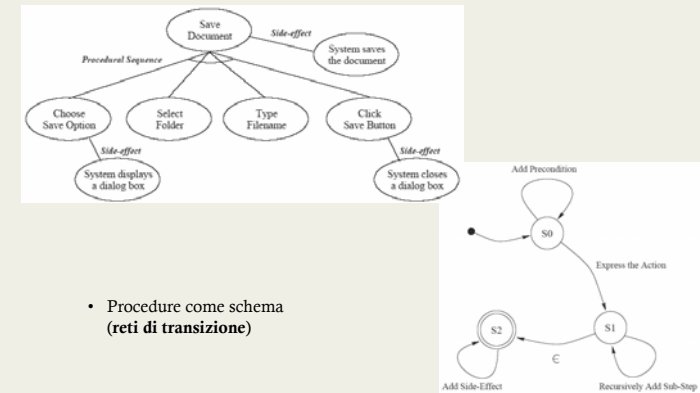 Save
Document
Side-effect
System saves
the document
Procedural Sequence
Choose
Save Option
Select
Folder
Type
Filename
Click
Save Button
Side-effect
Side-effect
System displays
a dialog box
System closes
a dialog box
Add Precondition
S0
Express the Action
• Procedure come schema
(reti di transizione)
S2
S1
ϵ
Add Side-Effect
Recursively Add Sub-Step